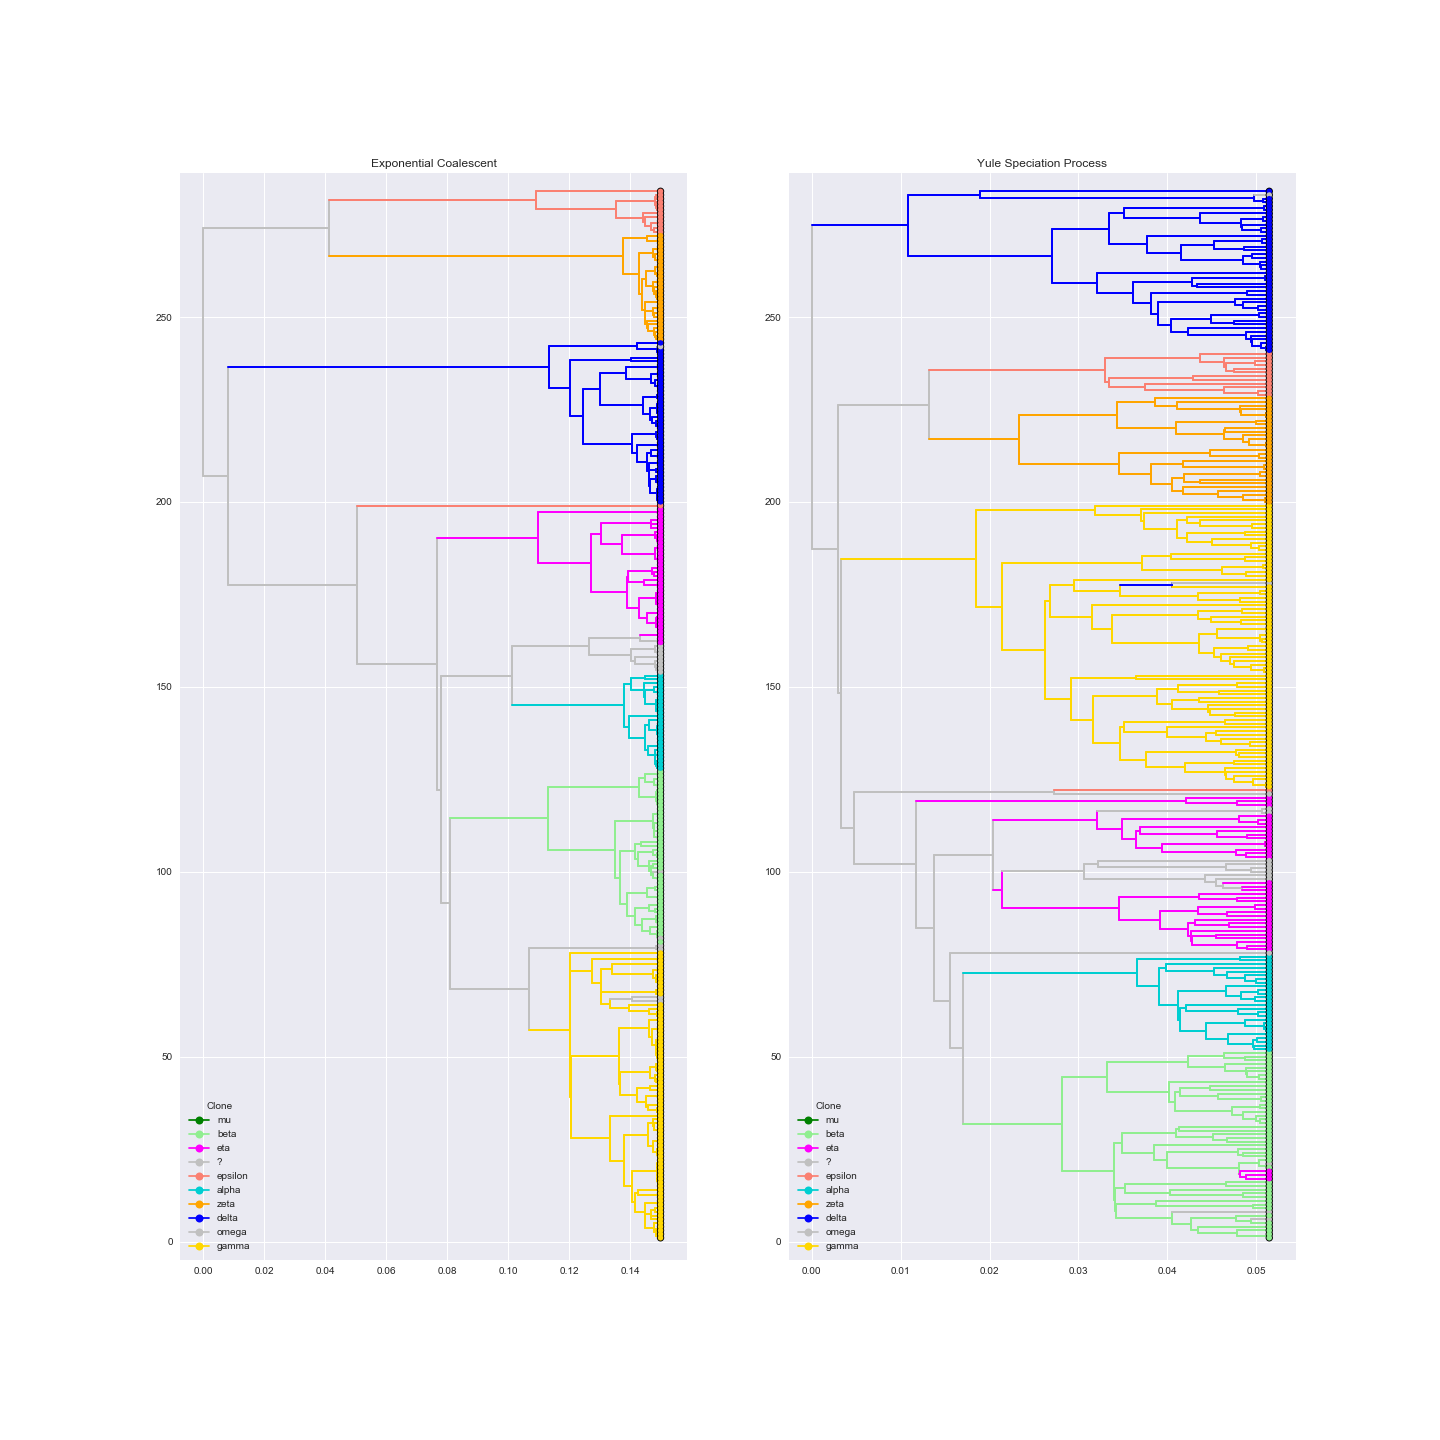 Exponential Coalescent
250
200
150
100
50
0
Clone
mu
beta
eta
?
epsilon
alpha
zeta
delta
omega
gamma
0.00 0.02 0.04 0.06 0.08 0.10 0.12 0.14
Yule Speciation Process
250
200
150
100
50
0
Clone
mu
beta
eta
?
epsilon
alpha
zeta
delta
omega
gamma
0.00 0.01 0.02 0.03 0.04 0.05